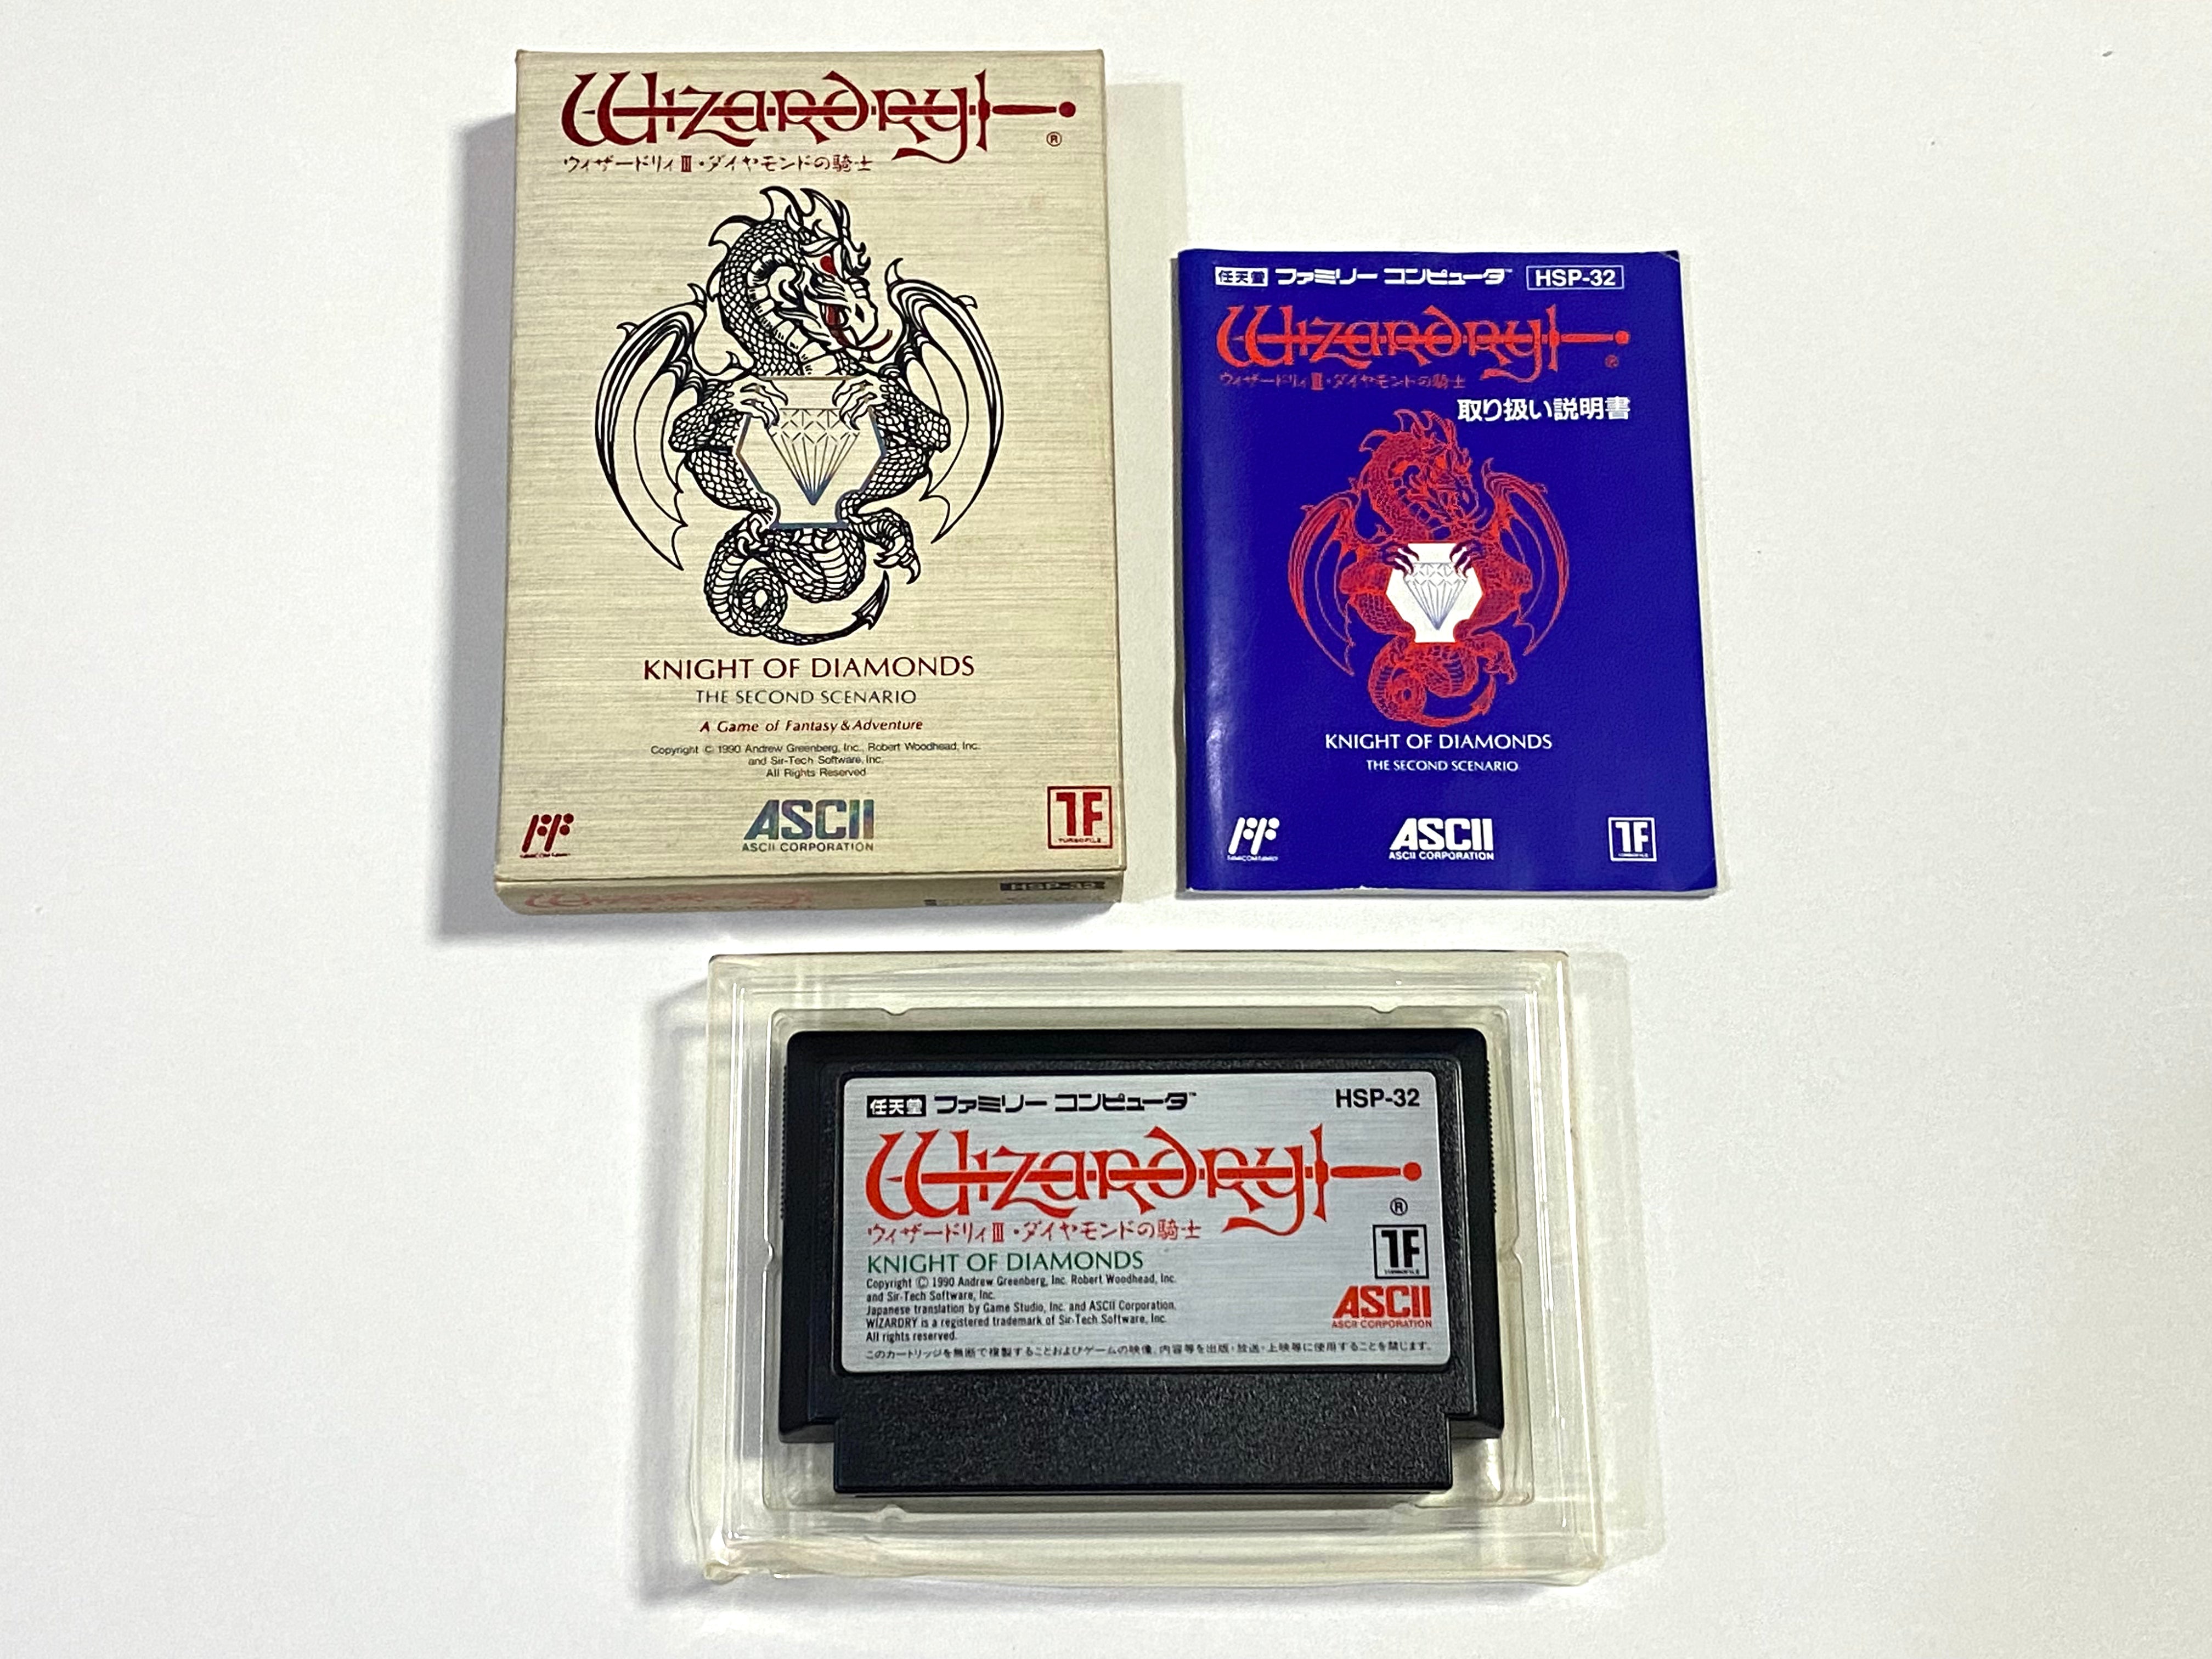 Wizardry
®
ウィザードリィIII・ダイヤモンドの騎士
KNIGHT OF DIAMONDS
THE SECOND SCENARIO
A Game of Fantasy & Adventure
Copyright © 1990 Andrew Greenberg, Inc., Robert Woodhead, Inc.
and Sir-Tech Software, Inc.
All Rights Reserved
FF
ASCII
ASCII CORPORATION
TF
TURBOFILE
Wizardry
HSP-32
任天堂 ファミリー コンピュータ™ HSP-32
Wizardry
®
ウィザードリィIII・ダイヤモンドの騎士
取り扱い説明書
KNIGHT OF DIAMONDS
THE SECOND SCENARIO
FF
ASCII
ASCII CORPORATION
TF
任天堂 ファミリー コンピュータ™ HSP-32
Wizardry
®
ウィザードリィIII・ダイヤモンドの騎士
KNIGHT OF DIAMONDS
TF
Copyright © 1990 Andrew Greenberg, Inc. Robert Woodhead, Inc.
and Sir-Tech Software, Inc.
Japanese translation by Game Studio, Inc. and ASCII Corporation.
WIZARDRY is a registered trademark of Sir-Tech Software, Inc.
All rights reserved.
ASCII
ASCII CORPORATION
このカートリッジを無断で複製することおよびゲームの映像、内容等を出版・放送・上映等に使用することを禁じます。